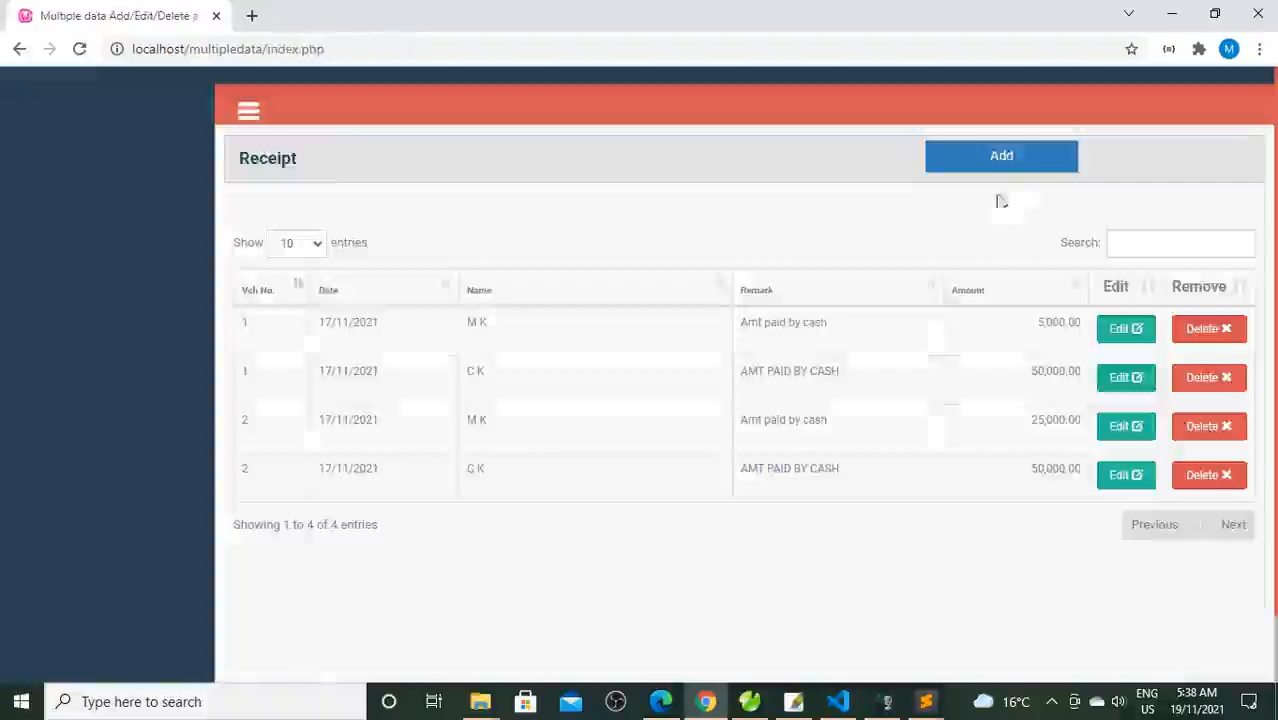 Multiple data Add/Edit/Delete a
localhost/multipledata/index.php
M
Receipt
Add
Show 10 entries
Search:
Vch No. Date Name Remark Amount Edit Remove
1 17/11/2021 M K Amt paid by cash 5,000.00 Edit Delete
1 17/11/2021 C K AMT PAID BY CASH 50,000.00 Edit Delete
2 17/11/2021 M K Amt paid by cash 25,000.00 Edit Delete
2 17/11/2021 C K AMT PAID BY CASH 50,000.00 Edit Delete
Showing 1 to 4 of 4 entries
Previous 1 Next
Type here to search
16°C
ENG
US
5:38 AM
19/11/2021